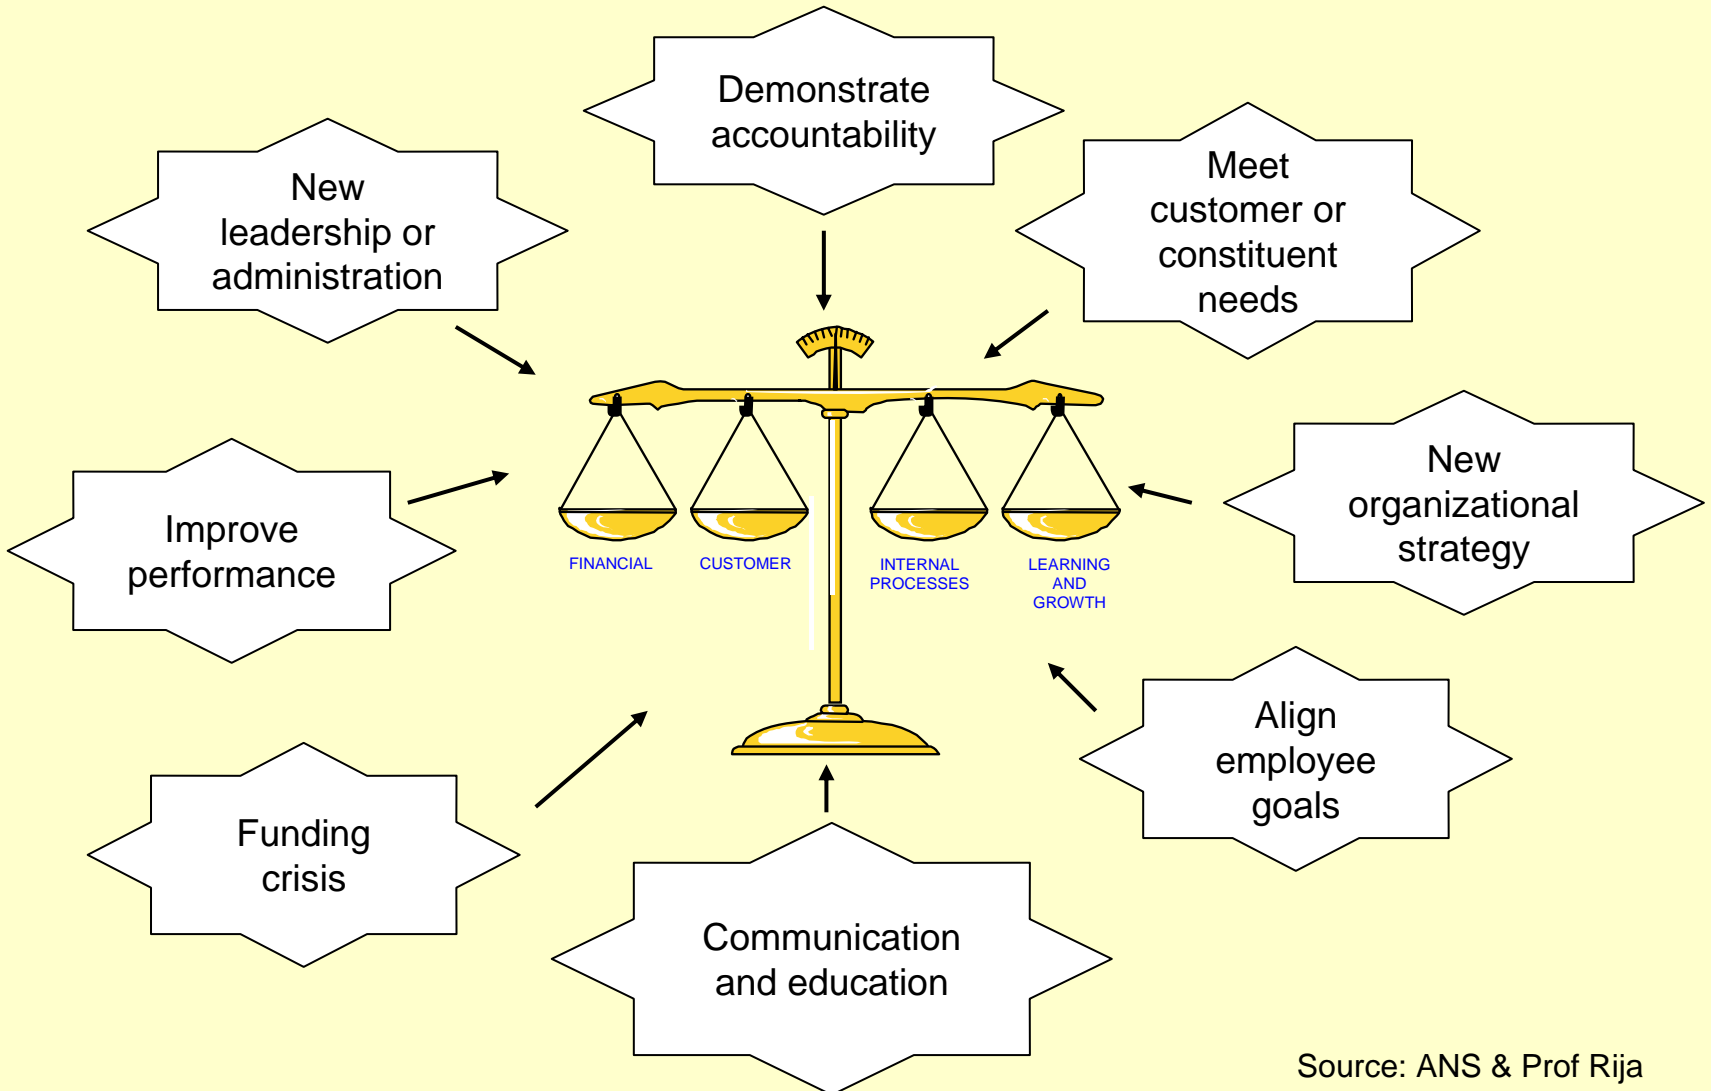 Demonstrate
accountability
New
leadership or
administration
Meet
customer or
constituent
needs
Improve
performance
FINANCIAL
CUSTOMER
INTERNAL
PROCESSES
LEARNING
AND
GROWTH
New
organizational
strategy
Funding
crisis
Align
employee
goals
Communication
and education
Source: ANS & Prof Rija